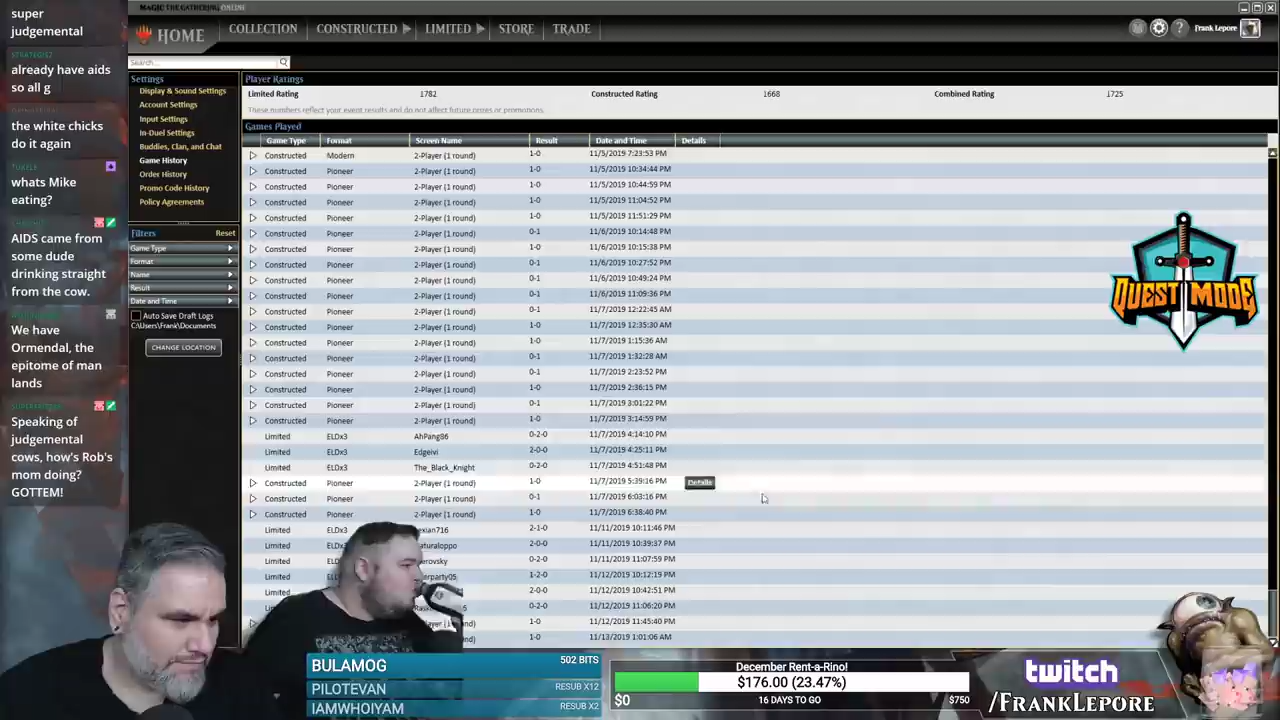 super
judgemental
already have aids
so all g
the white chicks
do it again
whats Mike
eating?
AIDS came from
some dude
drinking straight
from the cow.
We have
Ormendal, the
epitome of man
lands
Speaking of
judgemental
cows, how's Rob's
mom doing?
GOTTEM!
MAGIC THE GATHERING ONLINE
HOME
COLLECTION
CONSTRUCTED
LIMITED
STORE
TRADE
Frank Lepore
Search...
Settings
Display & Sound Settings
Account Settings
Input Settings
In-Duel Settings
Buddies, Clan, and Chat
Game History
Order History
Promo Code History
Policy Agreements
Filters Reset
Game Type
Format
Name
Result
Date and Time
Auto Save Draft Logs
C:\Users\Frank\Documents
CHANGE LOCATION
Player Ratings
Limited Rating 1782 Constructed Rating 1668 Combined Rating 1725
These numbers reflect your event results and do not affect future scores or promotions.
Games Played
Game Type Format Screen Name Result Date and Time Details
Constructed Modern 2-Player (1 round) 1-0 11/5/2019 7:23:53 PM
Constructed Pioneer 2-Player (1 round) 1-0 11/5/2019 10:34:44 PM
Constructed Pioneer 2-Player (1 round) 1-0 11/5/2019 10:44:59 PM
Constructed Pioneer 2-Player (1 round) 1-0 11/5/2019 11:04:52 PM
Constructed Pioneer 2-Player (1 round) 1-0 11/5/2019 11:51:29 PM
Constructed Pioneer 2-Player (1 round) 0-1 11/6/2019 10:14:48 PM
Constructed Pioneer 2-Player (1 round) 1-0 11/6/2019 10:15:38 PM
Constructed Pioneer 2-Player (1 round) 0-1 11/6/2019 10:27:52 PM
Constructed Pioneer 2-Player (1 round) 0-1 11/6/2019 10:49:24 PM
Constructed Pioneer 2-Player (1 round) 0-1 11/6/2019 11:09:36 PM
Constructed Pioneer 2-Player (1 round) 0-1 11/7/2019 12:22:45 AM
Constructed Pioneer 2-Player (1 round) 1-0 11/7/2019 12:35:30 AM
Constructed Pioneer 2-Player (1 round) 1-0 11/7/2019 1:15:36 AM
Constructed Pioneer 2-Player (1 round) 0-1 11/7/2019 1:32:28 AM
Constructed Pioneer 2-Player (1 round) 0-1 11/7/2019 2:23:52 PM
Constructed Pioneer 2-Player (1 round) 1-0 11/7/2019 2:36:15 PM
Constructed Pioneer 2-Player (1 round) 0-1 11/7/2019 3:01:22 PM
Constructed Pioneer 2-Player (1 round) 1-0 11/7/2019 3:14:59 PM
Limited ELDx3 AhPang86 0-2-0 11/7/2019 4:14:10 PM
Limited ELDx3 Edgeivi 2-0-0 11/7/2019 4:25:11 PM
Limited ELDx3 The_Black_Knight 0-2-0 11/7/2019 4:51:48 PM
Constructed Pioneer 2-Player (1 round) 1-0 11/7/2019 5:39:16 PM Details
Constructed Pioneer 2-Player (1 round) 0-1 11/7/2019 6:03:16 PM
Constructed Pioneer 2-Player (1 round) 1-0 11/7/2019 6:38:40 PM
Limited ELDx3 exian716 2-1-0 11/11/2019 10:11:46 PM
Limited ELDx3 aturaloppo 2-0-0 11/11/2019 10:39:37 PM
Limited erovsky 0-2-0 11/11/2019 11:07:59 PM
Limited erparty05 1-2-0 11/12/2019 10:12:19 PM
Limited 2-0-0 11/12/2019 10:42:51 PM
Limited 0-2-0 11/12/2019 11:06:20 PM
1-0 11/12/2019 11:45:40 PM
1-0 11/13/2019 1:01:06 AM
QUEST MODE
BULAMOG 502 BITS
PILOTEVAN RESUB X12
IAMWHOIYAM RESUB X2
December Rent-a-Rino!
$176.00 (23.47%)
$0 16 DAYS TO GO $750
twitch
/FRANKLEPORE